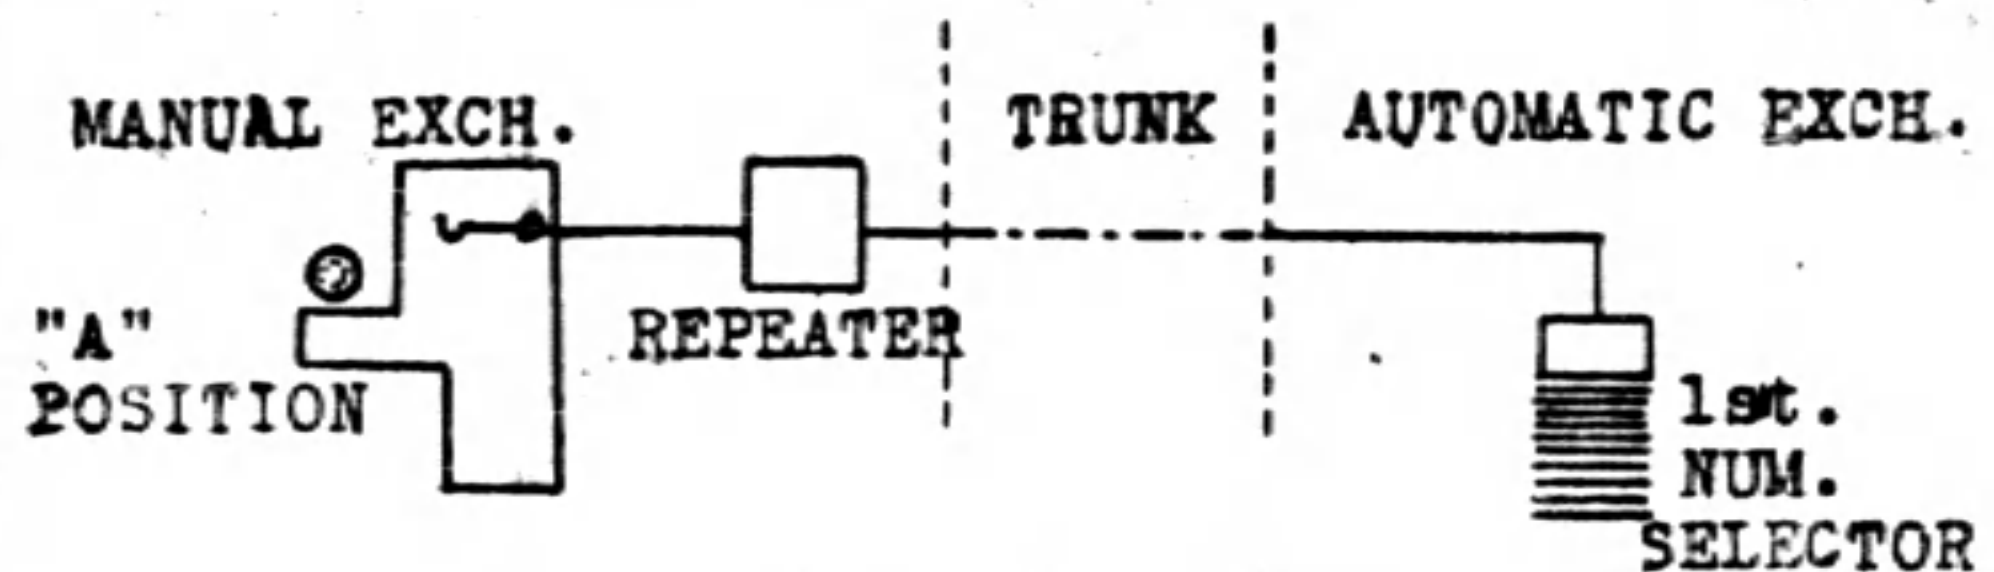 MANUAL EXCH.
TRUNK
AUTOMATIC EXCH.
"A"
POSITION
REPEATER
1st.
NUM.
SELECTOR